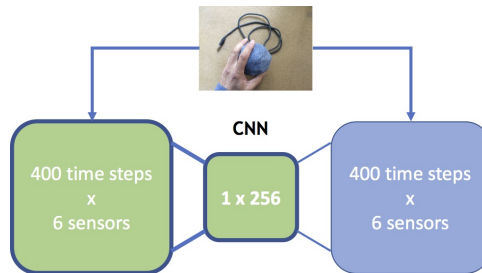 CNN
400 time steps
x
6 sensors
1 x 256
400 time steps
x
6 sensors